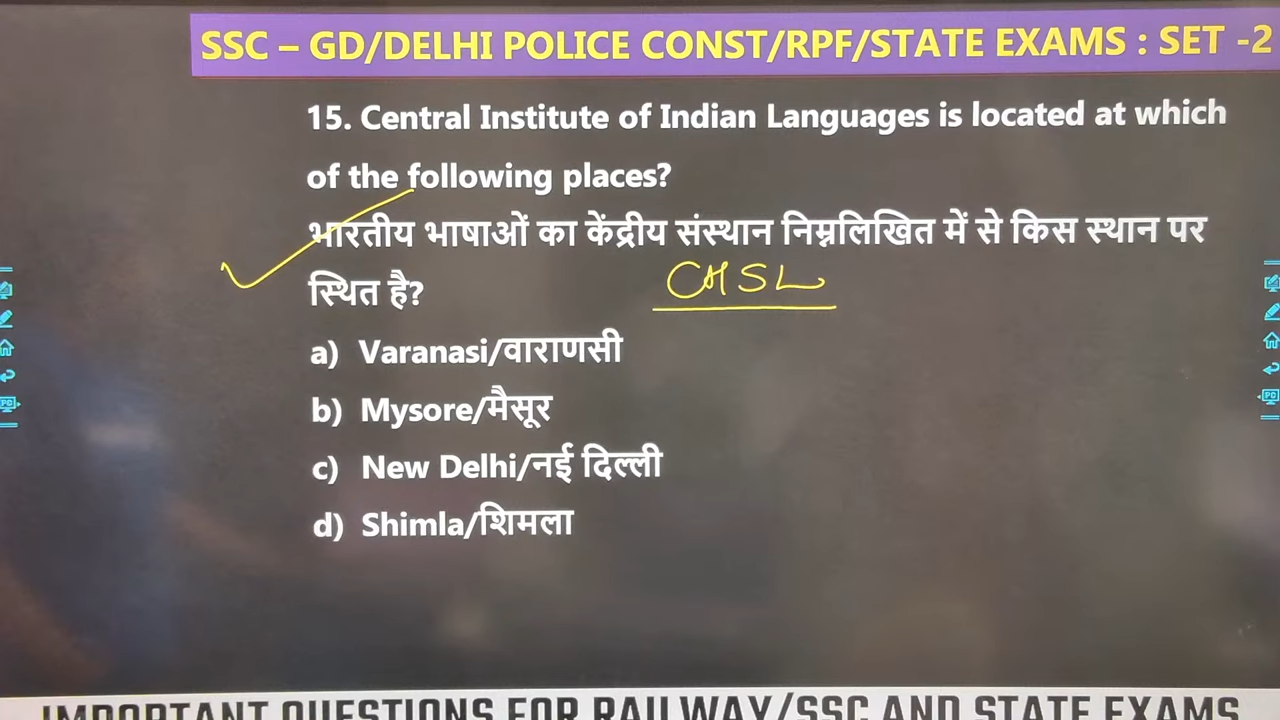 SSC – GD/DELHI POLICE CONST/RPF/STATE EXAMS : SET -2
15. Central Institute of Indian Languages is located at which
of the following places?
भारतीय भाषाओं का केंद्रीय संस्थान निम्नलिखित में से किस स्थान पर
स्थित है?
CHSL
a) Varanasi/वाराणसी
b) Mysore/मैसूर
c) New Delhi/नई दिल्ली
d) Shimla/शिमला
IMPORTANT QUESTIONS FOR RAILWAY/SSC AND STATE EXAMS